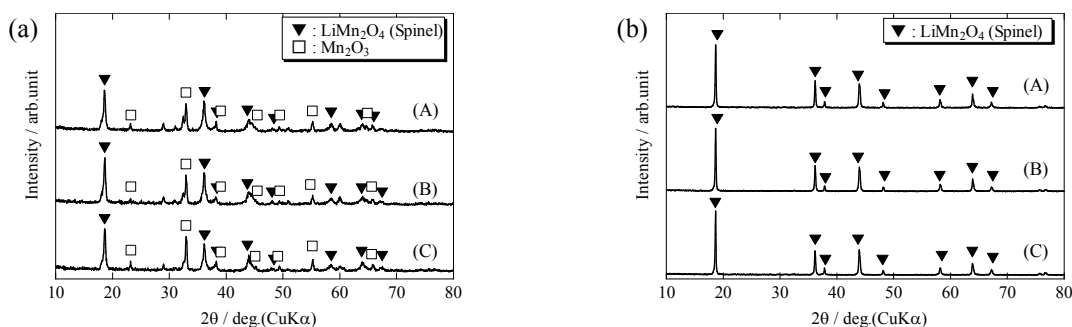 (a)
▼ : LiMn₂O₄ (Spinel)
□ : Mn₂O₃
Intensity / arb.unit
(A)
(B)
(C)
10 20 30 40 50 60 70 80
2θ / deg.(CuKα)
(b)
▼ : LiMn₂O₄ (Spinel)
Intensity / arb.unit
(A)
(B)
(C)
10 20 30 40 50 60 70 80
2θ / deg.(CuKα)